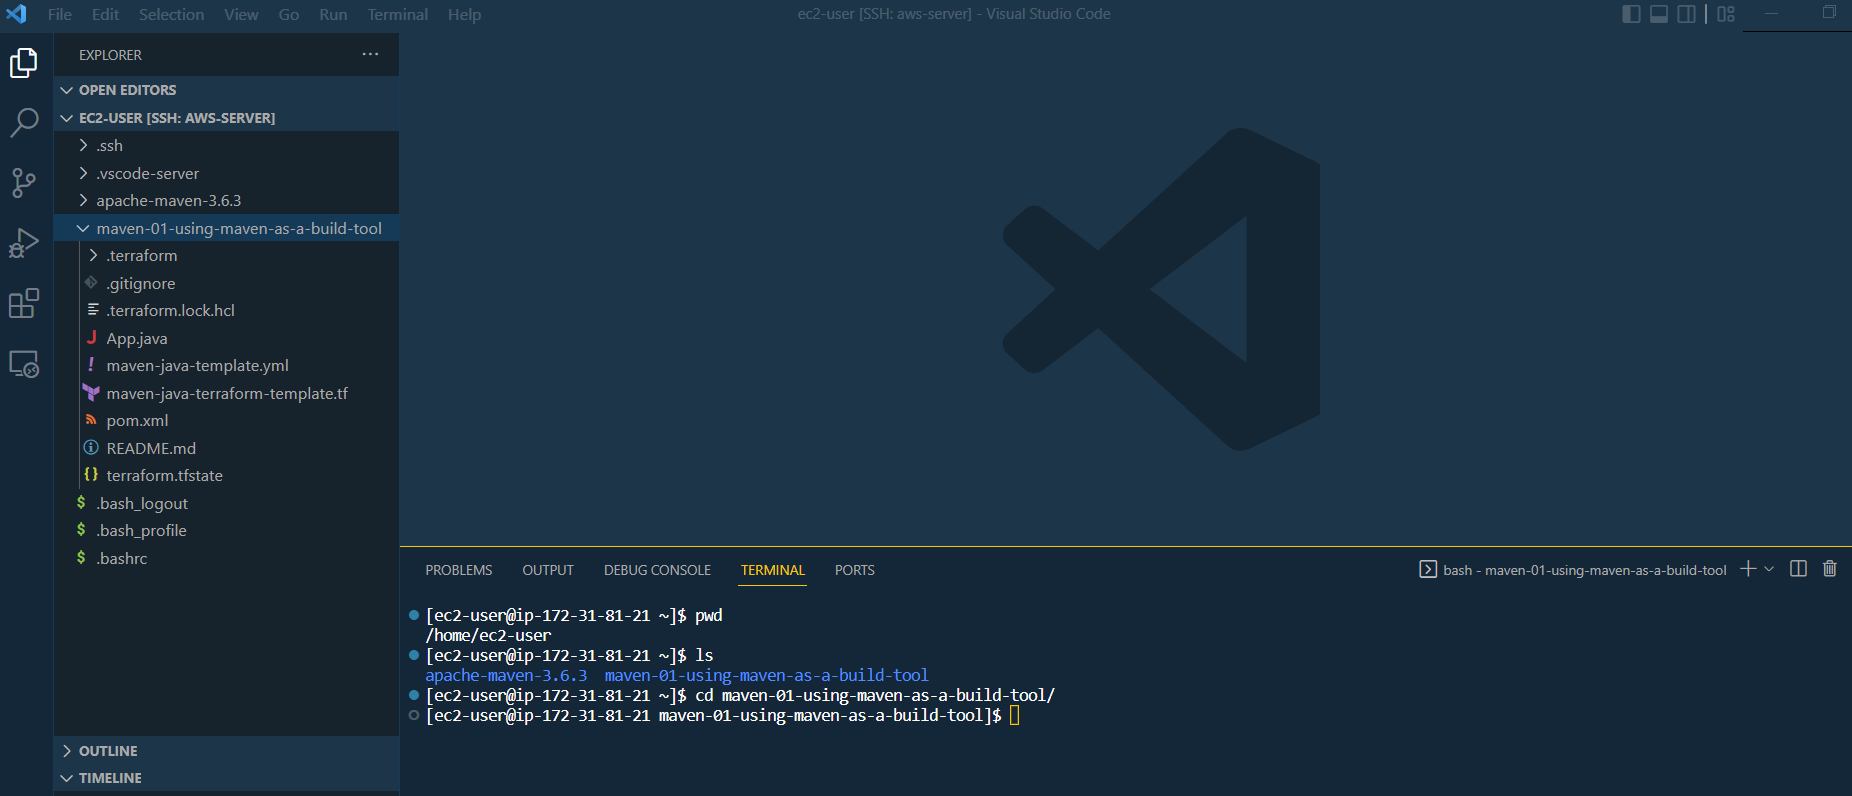 File Edit Selection View Go Run Terminal Help
ec2-user [SSH: aws-server] - Visual Studio Code
EXPLORER
OPEN EDITORS
EC2-USER [SSH: AWS-SERVER]
.ssh
.vscode-server
apache-maven-3.6.3
maven-01-using-maven-as-a-build-tool
.terraform
.gitignore
.terraform.lock.hcl
App.java
maven-java-template.yml
maven-java-terraform-template.tf
pom.xml
README.md
terraform.tfstate
.bash_logout
.bash_profile
.bashrc
OUTLINE
TIMELINE
PROBLEMS OUTPUT DEBUG CONSOLE TERMINAL PORTS
bash - maven-01-using-maven-as-a-build-tool
[ec2-user@ip-172-31-81-21 ~]$ pwd
/home/ec2-user
[ec2-user@ip-172-31-81-21 ~]$ ls
apache-maven-3.6.3  maven-01-using-maven-as-a-build-tool
[ec2-user@ip-172-31-81-21 ~]$ cd maven-01-using-maven-as-a-build-tool/
[ec2-user@ip-172-31-81-21 maven-01-using-maven-as-a-build-tool]$